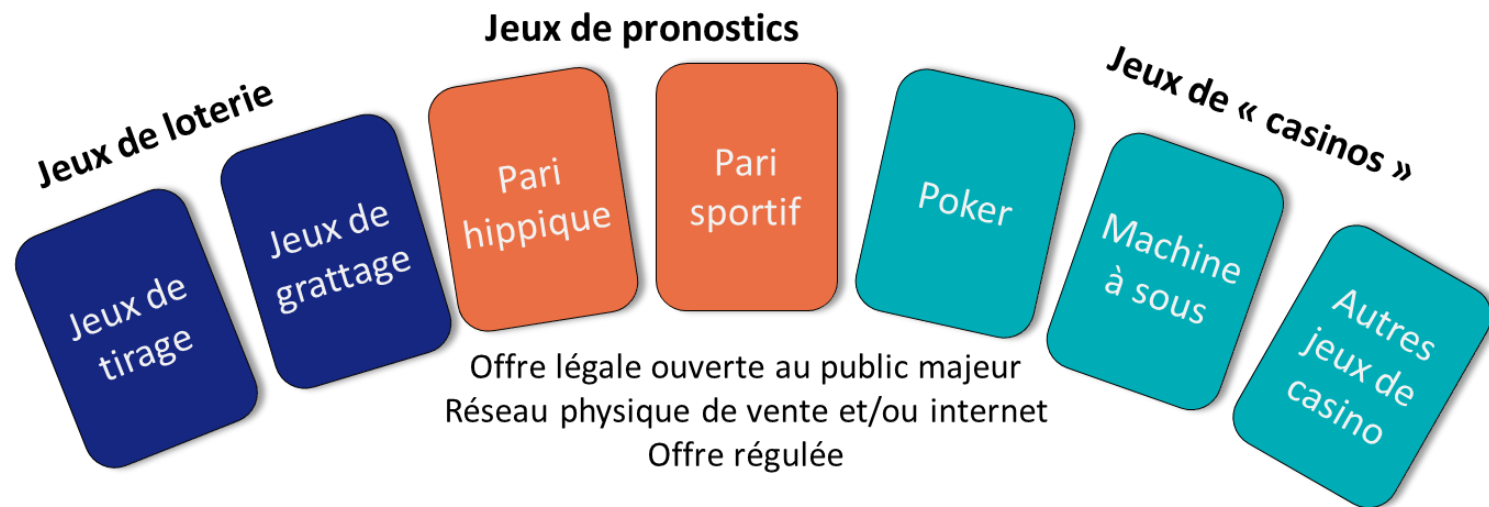 Jeux de loterie
Jeux de
tirage
Jeux de
grattage
Jeux de pronostics
Pari
hippique
Pari
sportif
Jeux de « casinos »
Poker
Machine
à sous
Autres
jeux de
casino
Offre légale ouverte au public majeur
Réseau physique de vente et/ou internet
Offre régulée